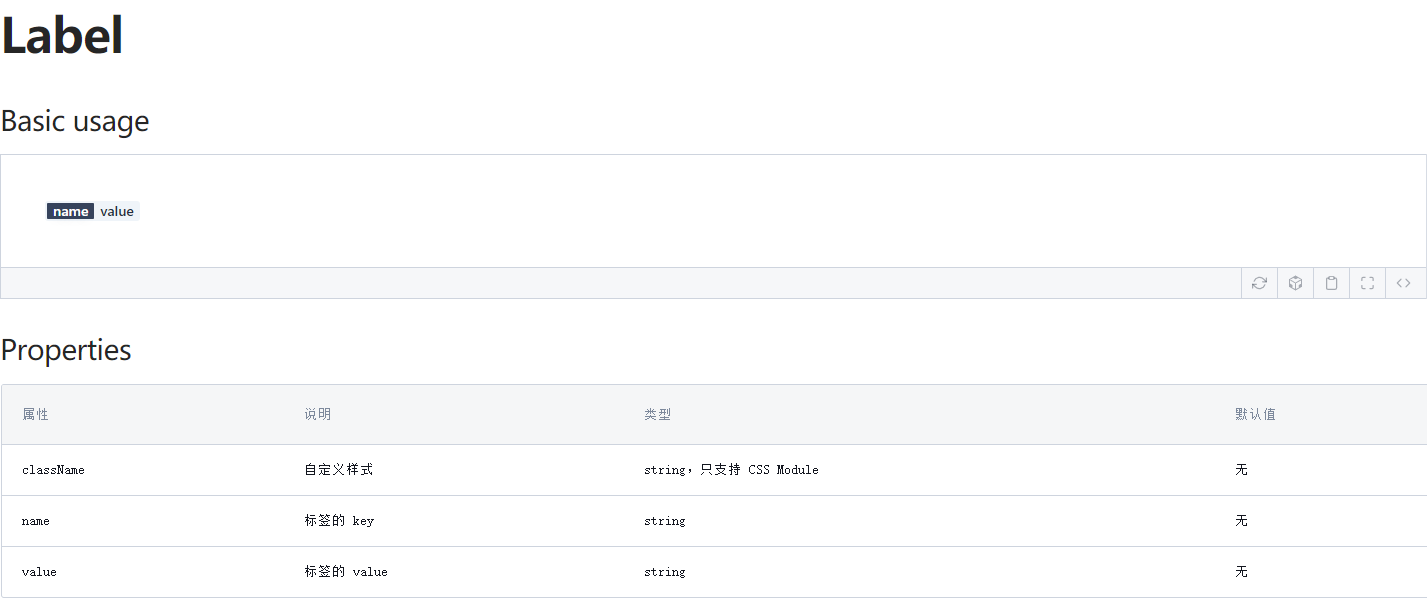 Label
Basic usage
name value
Properties
属性 说明 类型 默认值
className 自定义样式 string，只支持 CSS Module 无
name 标签的 key string 无
value 标签的 value string 无